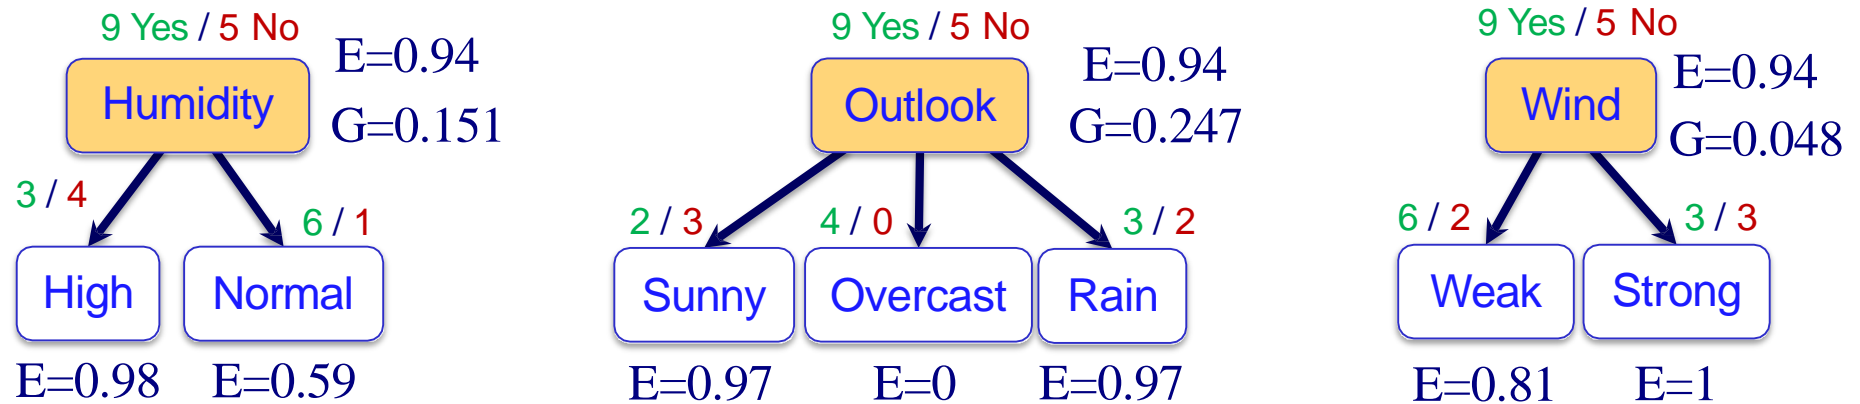 9 Yes / 5 No
Humidity
E=0.94
G=0.151
3 / 4
6 / 1
High
Normal
E=0.98
E=0.59
9 Yes / 5 No
Outlook
E=0.94
G=0.247
2 / 3
4 / 0
3 / 2
Sunny
Overcast
Rain
E=0.97
E=0
E=0.97
9 Yes / 5 No
Wind
E=0.94
G=0.048
6 / 2
3 / 3
Weak
Strong
E=0.81
E=1